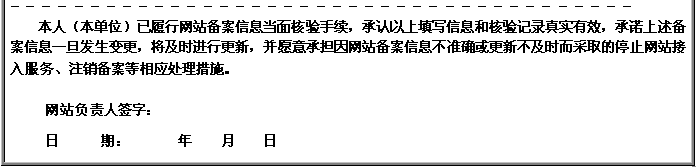 本人（本单位）已履行网站备案信息当面核验手续，承认以上填写信息和核验记录真实有效，承诺上述备
案信息一旦发生变更，将及时进行更新，并愿意承担因网站备案信息不准确或更新不及时而采取的停止网站接
入服务、注销备案等相应处理措施。
网站负责人签字：
日 期： 年 月 日